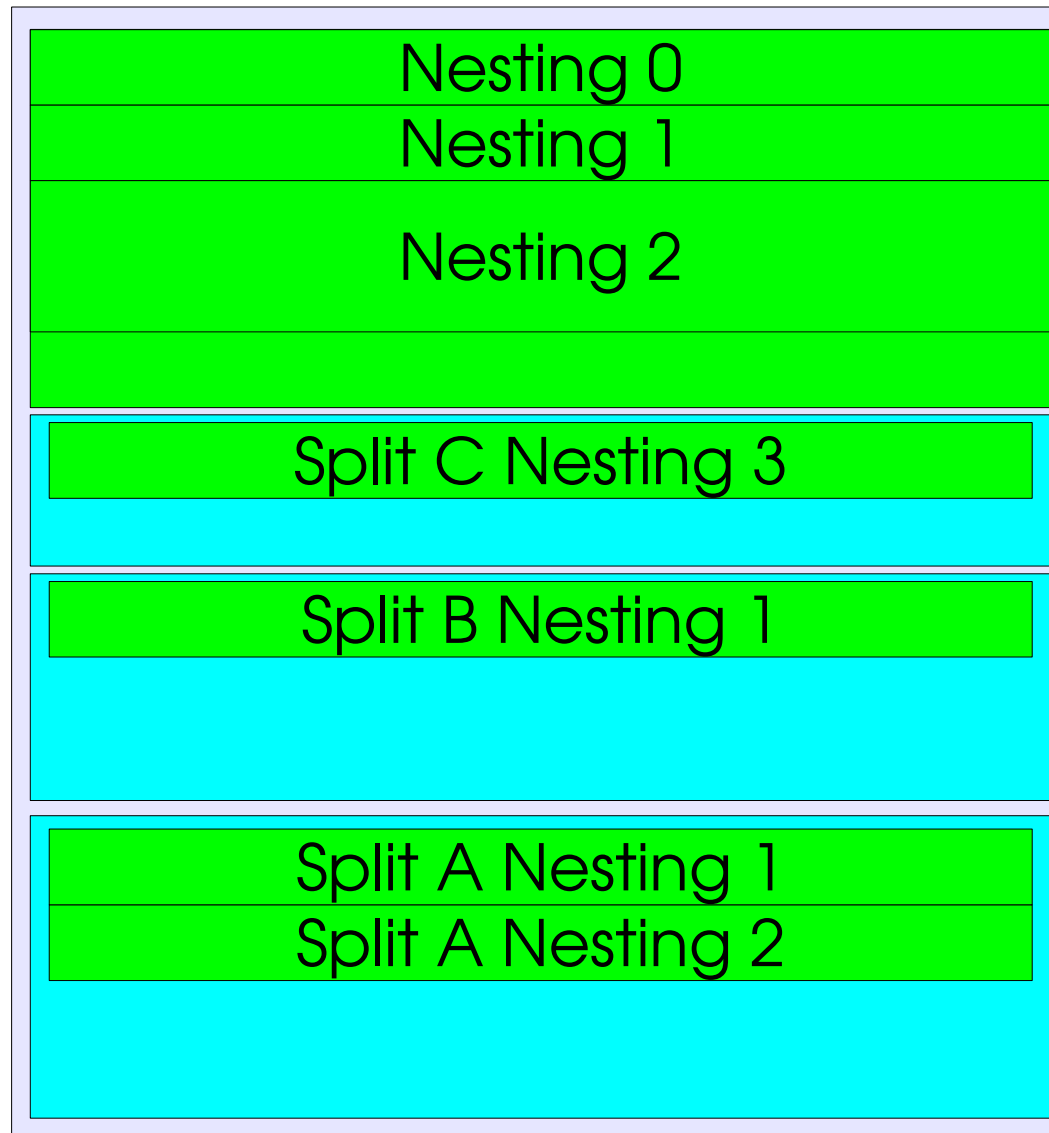 Nesting 0
Nesting 1
Nesting 2
Split C Nesting 3
Split B Nesting 1
Split A Nesting 1
Split A Nesting 2